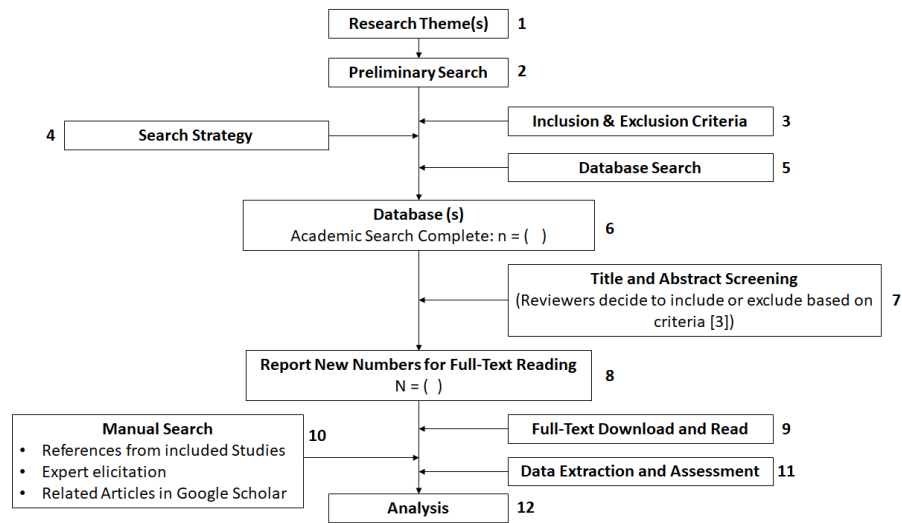 Research Theme(s) 1
Preliminary Search 2
Inclusion & Exclusion Criteria 3
4 Search Strategy
Database Search 5
Database (s) 6
Academic Search Complete: n = ( )
Title and Abstract Screening
(Reviewers decide to include or exclude based on 7
criteria [3])
Report New Numbers for Full-Text Reading 8
N = ( )
Full-Text Download and Read 9
Manual Search 10
• References from included Studies
• Expert elicitation
• Related Articles in Google Scholar
Data Extraction and Assessment 11
Analysis 12